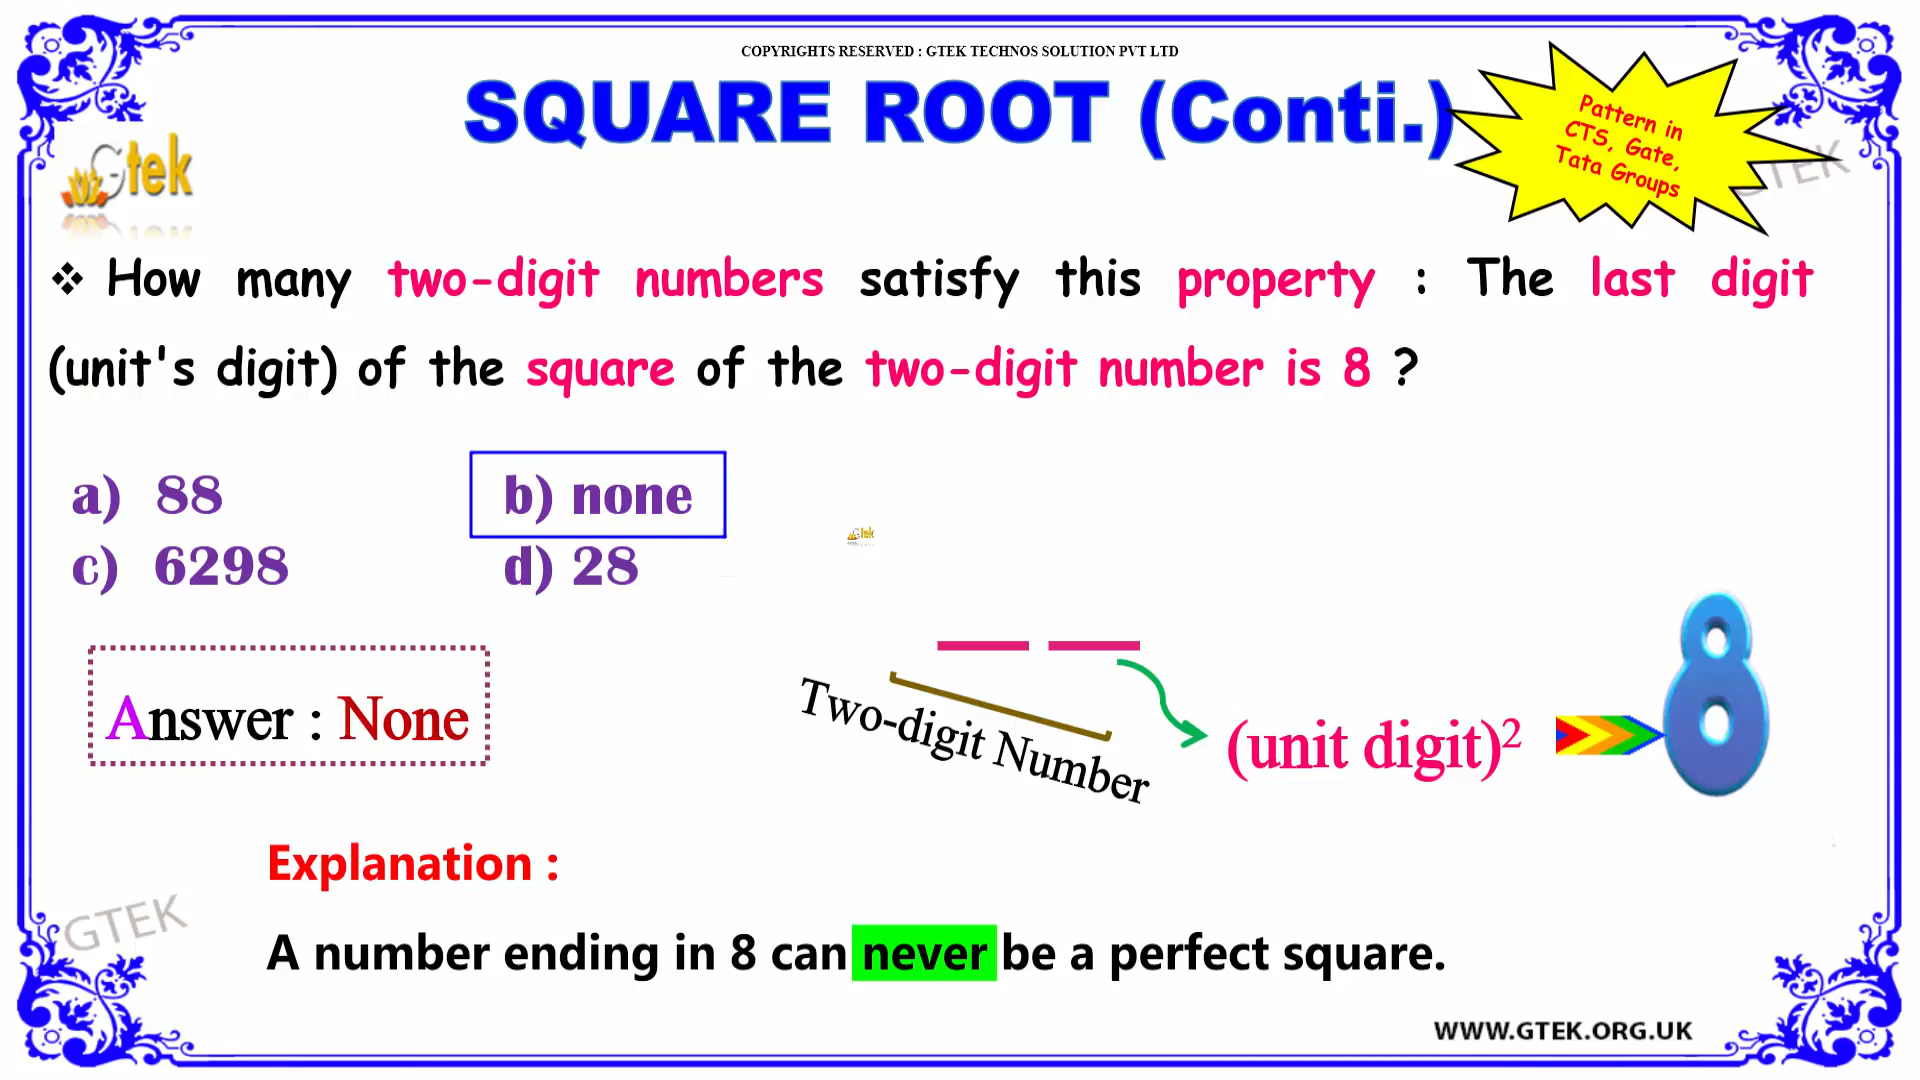 COPYRIGHTS RESERVED : GTEK TECHNOS SOLUTION PVT LTD
SQUARE ROOT (Conti.)
Pattern in
CTS, Gate,
Tata Groups
GTEK
Gtek
❖ How many two-digit numbers satisfy this property : The last digit
(unit's digit) of the square of the two-digit number is 8 ?
a) 88
b) none
Gtek
c) 6298
d) 28
8
Answer : None
Two-digit Number
(unit digit)²
Explanation :
GTEK
A number ending in 8 can never be a perfect square.
WWW.GTEK.ORG.UK